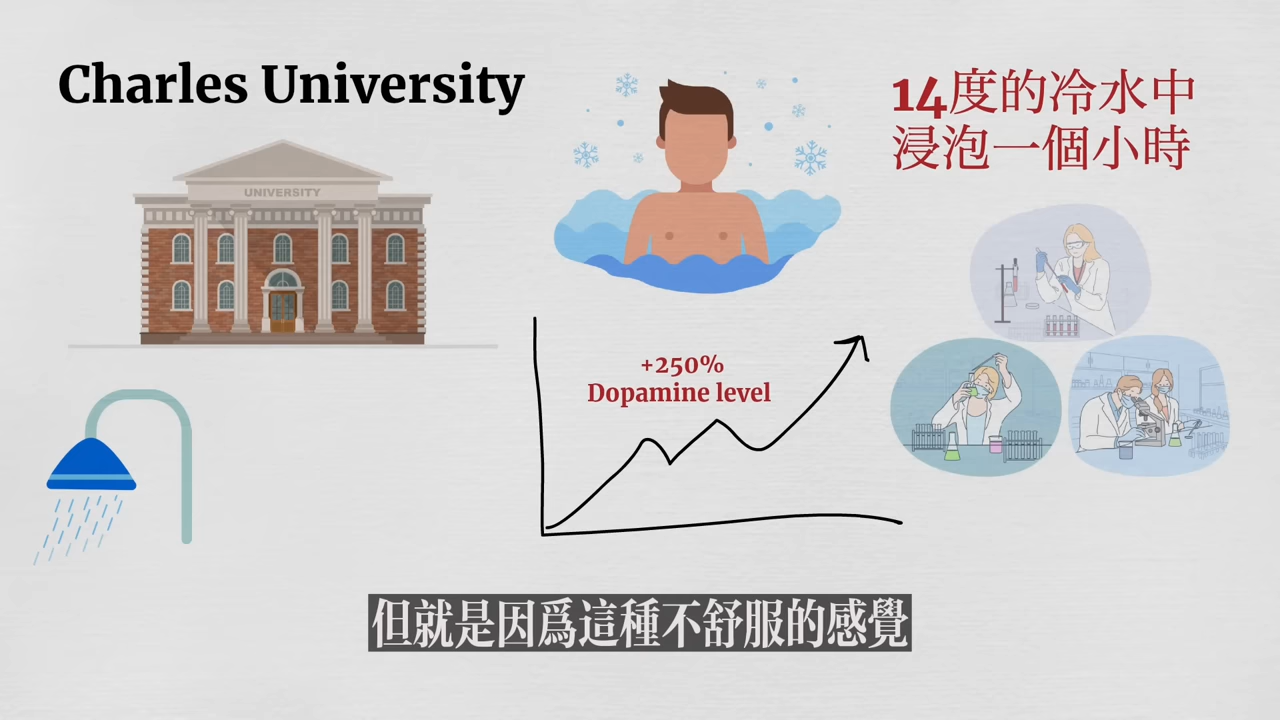 Charles University
14度的冷水中
浸泡一個小時
UNIVERSITY
+250%
Dopamine level
但就是因爲這種不舒服的感覺